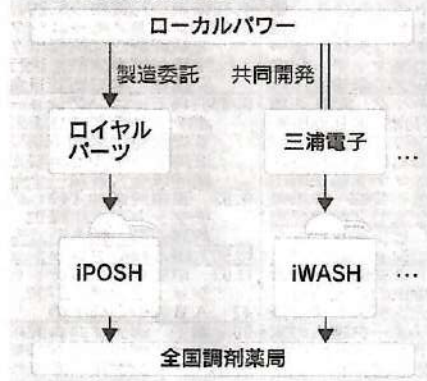 ローカルパワー
製造委託 共同開発
ロイヤル
パーツ
三浦電子
…
iPOSH
iWASH
…
全国調剤薬局